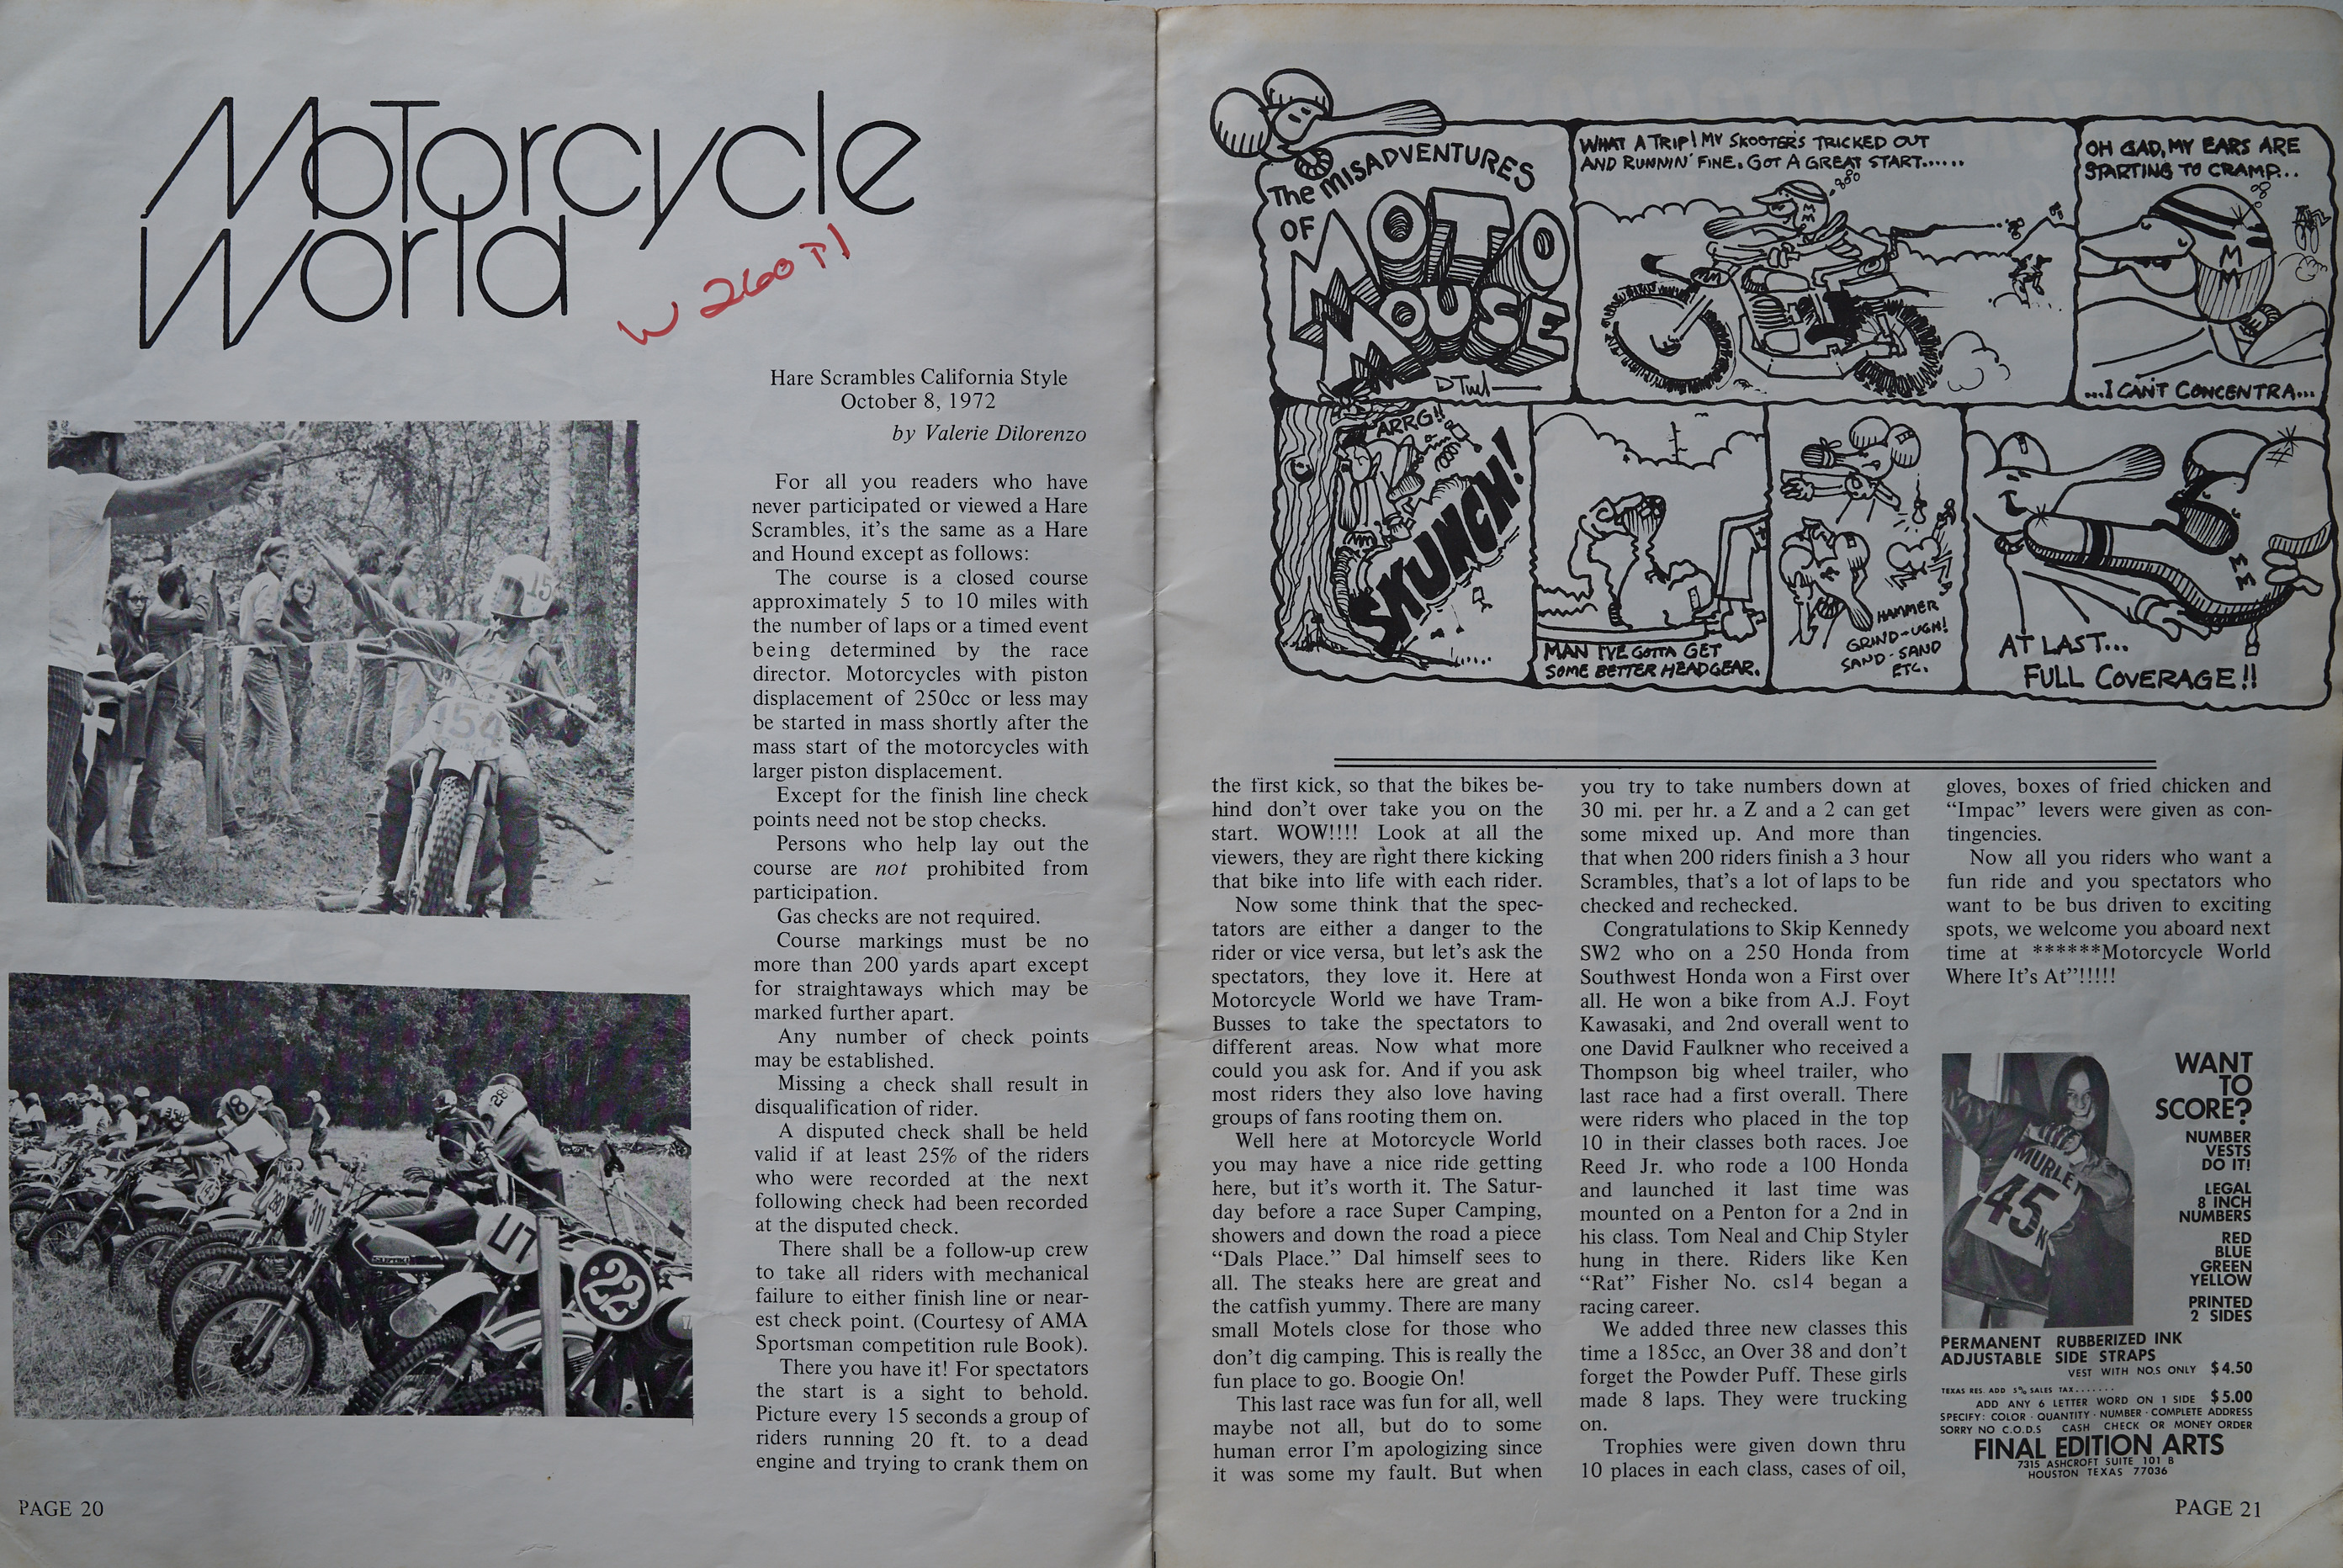 Motorcycle
World
W 260 P1
Hare Scrambles California Style
October 8, 1972
by Valerie Dilorenzo
For all you readers who have
never participated or viewed a Hare
Scrambles, it's the same as a Hare
and Hound except as follows:
The course is a closed course
approximately 5 to 10 miles with
the number of laps or a timed event
being determined by the race
director. Motorcycles with piston
displacement of 250cc or less may
be started in mass shortly after the
mass start of the motorcycles with
larger piston displacement.
Except for the finish line check
points need not be stop checks.
Persons who help lay out the
course are not prohibited from
participation.
Gas checks are not required.
Course markings must be no
more than 200 yards apart except
for straightaways which may be
marked further apart.
Any number of check points
may be established.
Missing a check shall result in
disqualification of rider.
A disputed check shall be held
valid if at least 25% of the riders
who were recorded at the next
following check had been recorded
at the disputed check.
There shall be a follow-up crew
to take all riders with mechanical
failure to either finish line or near-
est check point. (Courtesy of AMA
Sportsman competition rule Book).
There you have it! For spectators
the start is a sight to behold.
Picture every 15 seconds a group of
riders running 20 ft. to a dead
engine and trying to crank them on
154
18
28
311
57
22
PAGE 20
The MISADVENTURES
OF
MOTO
MOUSE
WHAT A TRIP! MY SKOOTER'S TRICKED OUT
AND RUNNIN' FINE. GOT A GREAT START......
OH GAD, MY EARS ARE
STARTING TO CRAMP...
...I CAN'T CONCENTRA...
ARRG!!
SKUNCH!
MAN I'VE GOTTA GET
SOME BETTER HEADGEAR.
HAMMER
GRIND-UGH!
SAND-SAND
ETC.
AT LAST...
FULL COVERAGE!!
the first kick, so that the bikes be-
hind don't over take you on the
start. WOW!!!! Look at all the
viewers, they are right there kicking
that bike into life with each rider.
Now some think that the spec-
tators are either a danger to the
rider or vice versa, but let's ask the
spectators, they love it. Here at
Motorcycle World we have Tram-
Busses to take the spectators to
different areas. Now what more
could you ask for. And if you ask
most riders they also love having
groups of fans rooting them on.
Well here at Motorcycle World
you may have a nice ride getting
here, but it's worth it. The Satur-
day before a race Super Camping,
showers and down the road a piece
“Dals Place.” Dal himself sees to
all. The steaks here are great and
the catfish yummy. There are many
small Motels close for those who
don't dig camping. This is really the
fun place to go. Boogie On!
This last race was fun for all, well
maybe not all, but do to some
human error I'm apologizing since
it was some my fault. But when
you try to take numbers down at
30 mi. per hr. a Z and a 2 can get
some mixed up. And more than
that when 200 riders finish a 3 hour
Scrambles, that's a lot of laps to be
checked and rechecked.
Congratulations to Skip Kennedy
SW2 who on a 250 Honda from
Southwest Honda won a First over
all. He won a bike from A.J. Foyt
Kawasaki, and 2nd overall went to
one David Faulkner who received a
Thompson big wheel trailer, who
last race had a first overall. There
were riders who placed in the top
10 in their classes both races. Joe
Reed Jr. who rode a 100 Honda
and launched it last time was
mounted on a Penton for a 2nd in
his class. Tom Neal and Chip Styler
hung in there. Riders like Ken
“Rat” Fisher No. cs14 began a
racing career.
We added three new classes this
time a 185cc, an Over 38 and don't
forget the Powder Puff. These girls
made 8 laps. They were trucking
on.
Trophies were given down thru
10 places in each class, cases of oil,
gloves, boxes of fried chicken and
“Impac” levers were given as con-
tingencies.
Now all you riders who want a
fun ride and you spectators who
want to be bus driven to exciting
spots, we welcome you aboard next
time at ******Motorcycle World
Where It's At”!!!!!
MURLEY
45
WANT
TO
SCORE?
NUMBER
VESTS
DO IT!
LEGAL
8 INCH
NUMBERS
RED
BLUE
GREEN
YELLOW
PRINTED
2 SIDES
PERMANENT RUBBERIZED INK
ADJUSTABLE SIDE STRAPS
VEST WITH NO.S ONLY $4.50
TEXAS RES. ADD 5% SALES TAX.......
ADD ANY 6 LETTER WORD ON 1 SIDE $5.00
SPECIFY: COLOR · QUANTITY · NUMBER · COMPLETE ADDRESS
SORRY NO C.O.D.S CASH CHECK OR MONEY ORDER
FINAL EDITION ARTS
7315 ASHCROFT SUITE 101 B
HOUSTON TEXAS 77036
PAGE 21